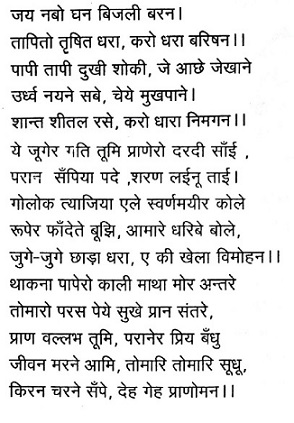 जय नबो घन बिजली बरन।
तापितो तृषित धरा, करो धरा बरिषन।।
पापी तापी दुखी शोकी, जे आछे जेखाने
उर्ध्व नयने सबे, चेये मुखपाने।
शान्त शीतल रसे, करो धारा निमगन।।
ये जूगेर गति तूमि प्राणेरो दरदी साँई ,
परान सँपिया पदे ,शरण लईनू ताई।
गोलोक त्याजिया एले स्वर्णमयीर कोले
रूपेर फाँदेते बूझि, आमारे धरिबे बोले,
जुगे-जुगे छाड़ा धरा, ए की खेला विमोहन।।
थाकना पापेरो काली माथा मोर अन्तरे
तोमारो परस पेये सुखे प्रान संतरे,
प्राण वल्लभ तूमि, परानेर प्रिय बँधु
जीवन मरने आमि, तोमारि तोमारि सूधू,
किरन चरने सँपे, देह गेह प्राणोमन।।